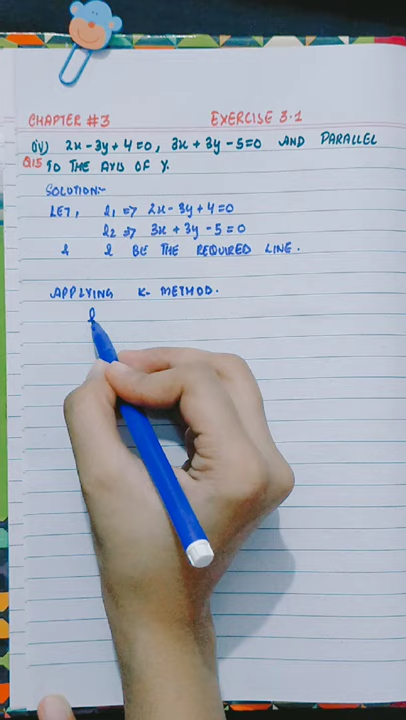 CHAPTER #3 EXERCISE 3.1
(iv) 2x - 3y + 4 = 0, 3x + 3y - 5 = 0 AND PARALLEL
Q15 TO THE AXIS OF Y.
SOLUTION:-
LET, l1 => 2x - 3y + 4 = 0
l2 => 3x + 3y - 5 = 0
& l BE THE REQUIRED LINE.
APPLYING K- METHOD.
l